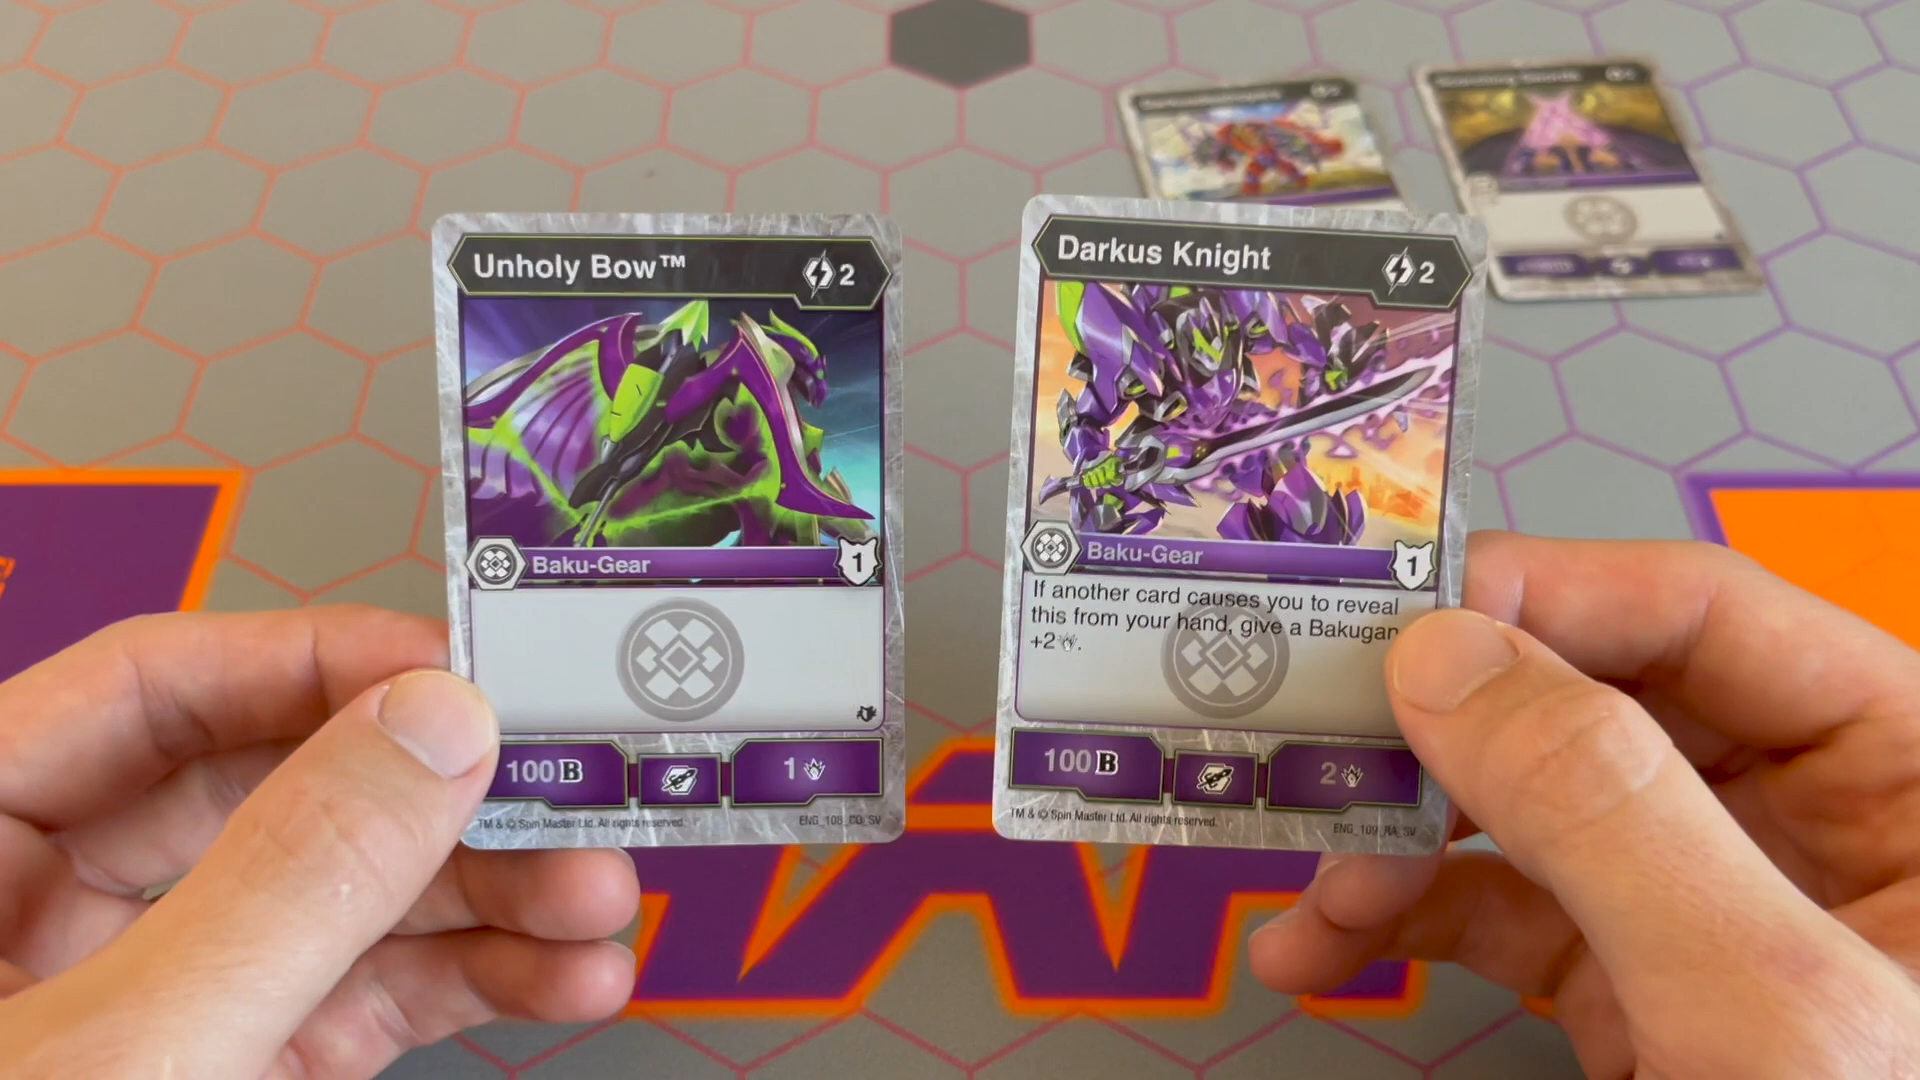 Unholy Bow™
2
Baku-Gear
1
100 B
1
TM & © Spin Master Ltd. All rights reserved.
ENG_108_CO_SV
Darkus Knight
2
Baku-Gear
1
If another card causes you to reveal
this from your hand, give a Bakugan
+2 .
100 B
2
TM & © Spin Master Ltd. All rights reserved.
ENG_109_RA_SV